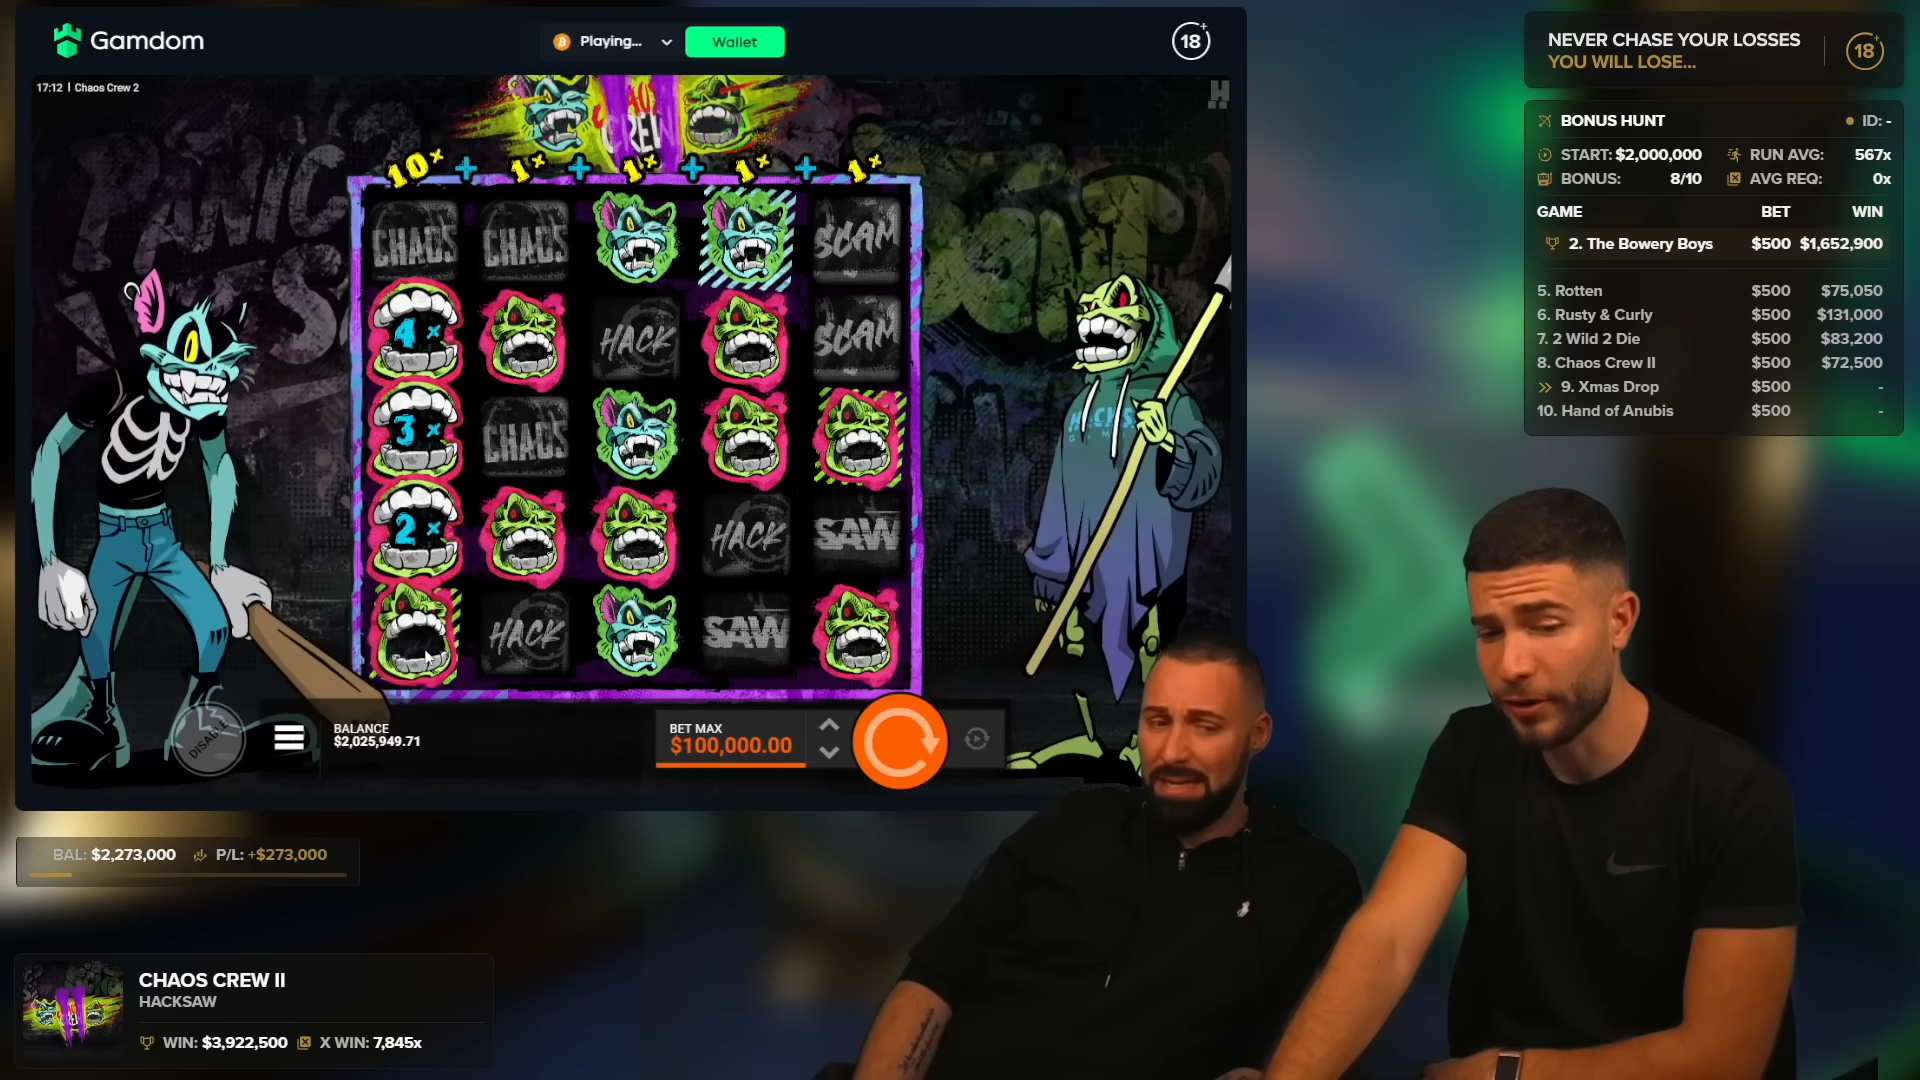 Gamdom
Playing...
Wallet
18+
17:12 | Chaos Crew 2
CREW
10x + 1x + 1x + 1x + 1x
CHAOS CHAOS SCAM
4x HACK SCAM
3x CHAOS
2x HACK SAW
HACK SAW
DISABLE
BALANCE
$2,025,949.71
BET MAX
$100,000.00
NEVER CHASE YOUR LOSSES
YOU WILL LOSE...
18+
BONUS HUNT ID: -
START: $2,000,000 RUN AVG: 567x
BONUS: 8/10 AVG REQ: 0x
GAME BET WIN
2. The Bowery Boys $500 $1,652,900
5. Rotten $500 $75,050
6. Rusty & Curly $500 $131,000
7. 2 Wild 2 Die $500 $83,200
8. Chaos Crew II $500 $72,500
9. Xmas Drop $500 -
10. Hand of Anubis $500 -
BAL: $2,273,000 P/L: +$273,000
CHAOS CREW II
HACKSAW
WIN: $3,922,500 X WIN: 7,845x